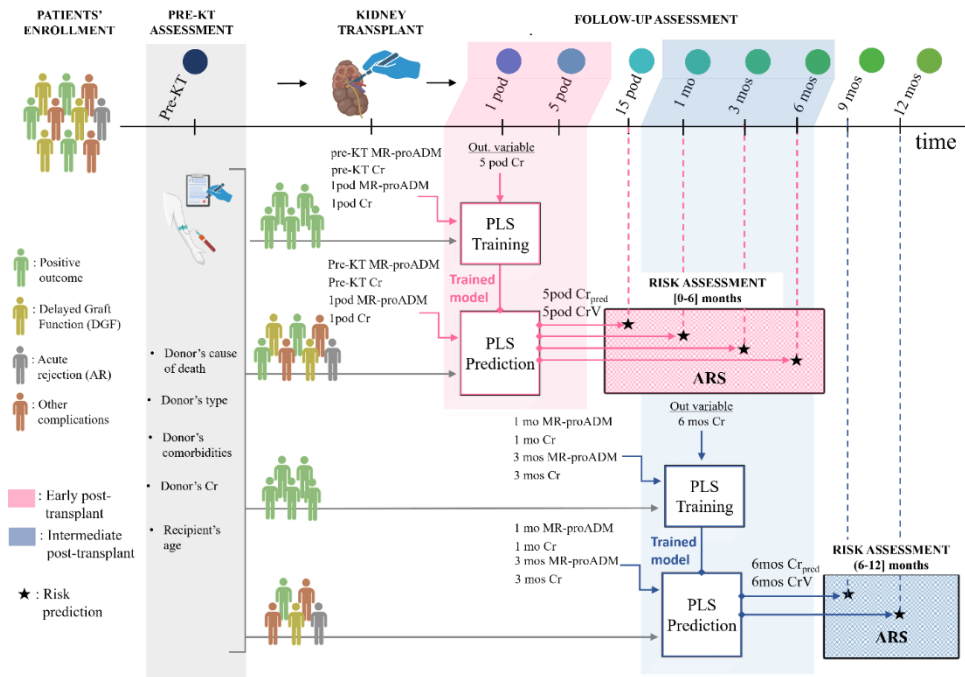 PATIENTS'
ENROLLMENT
PRE-KT
ASSESSMENT
KIDNEY
TRANSPLANT
FOLLOW-UP ASSESSMENT
Pre-KT
1 pod
5 pod
15 pod
1 mo
3 mos
6 mos
9 mos
12 mos
time
pre-KT MR-proADM
pre-KT Cr
1pod MR-proADM
1pod Cr
Out. variable
5 pod Cr
PLS
Training
Trained
model
Pre-KT MR-proADM
Pre-KT Cr
1pod MR-proADM
1pod Cr
PLS
Prediction
5pod Crpred
5pod CrV
RISK ASSESSMENT
[0-6] months
ARS
: Positive
outcome
: Delayed Graft
Function (DGF)
: Acute
rejection (AR)
: Other
complications
: Early post-
transplant
: Intermediate
post-transplant
★ : Risk
prediction
• Donor's cause
of death
• Donor's type
• Donor's
comorbidities
• Donor's Cr
• Recipient's
age
1 mo MR-proADM
1 mo Cr
3 mos MR-proADM
3 mos Cr
Out variable
6 mos Cr
PLS
Training
Trained
model
1 mo MR-proADM
1 mo Cr
3 mos MR-proADM
3 mos Cr
PLS
Prediction
6mos Crpred
6mos CrV
RISK ASSESSMENT
(6-12] months
ARS